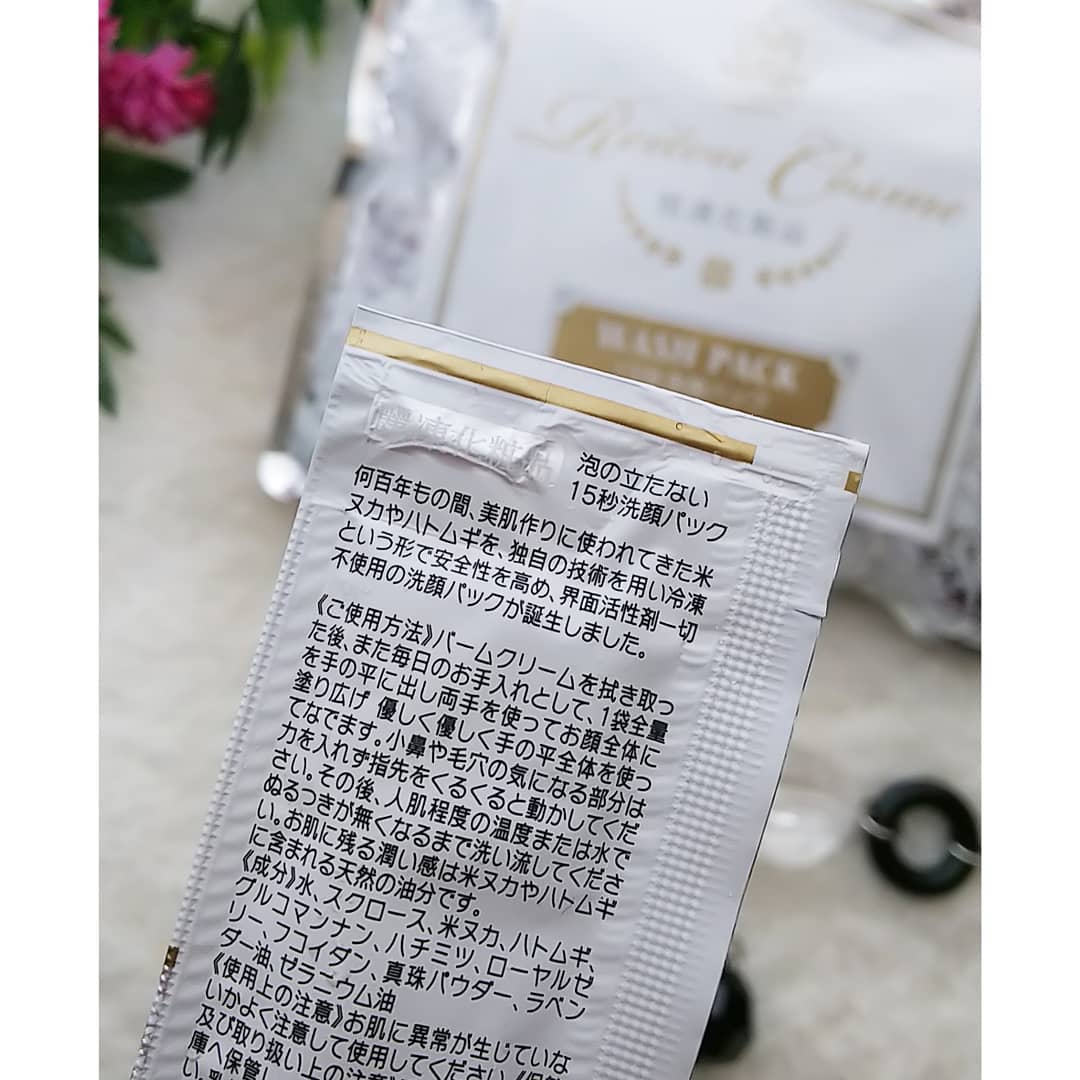 WASH PACK
凍化粧品
泡の立たない
15秒洗顔パック
何百年もの間、美肌作りに使われてきた米
ヌカやハトムギを、独自の技術を用い冷凍
という形で安全性を高め、界面活性剤一切
不使用の洗顔パックが誕生しました。
《ご使用方法》バームクリームを拭き取っ
た後、また毎日のお手入れとして、1袋全量
を手の平に出し両手を使ってお顔全体に
塗り広げ 優しく優しく手の平全体を使っ
てなでます。小鼻や毛穴の気になる部分は
力を入れず指先をくるくると動かしてくだ
さい。その後、人肌程度の温度または水で
ぬるつきが無くなるまで洗い流してくださ
い。お肌に残る潤い感は米ヌカやハトムギ
に含まれる天然の油分です。
《成分》水、スクロース、米ヌカ、ハトムギ、
グルコマンナン、ハチミツ、ローヤルゼ
リー、フコイダン、真珠パウダー、ラベン
ダー油、ゼラニウム油
《使用上の注意》お肌に異常が生じていな
いかよく注意して使用してください。
及び取り扱い上の注意》
庫へ保管し